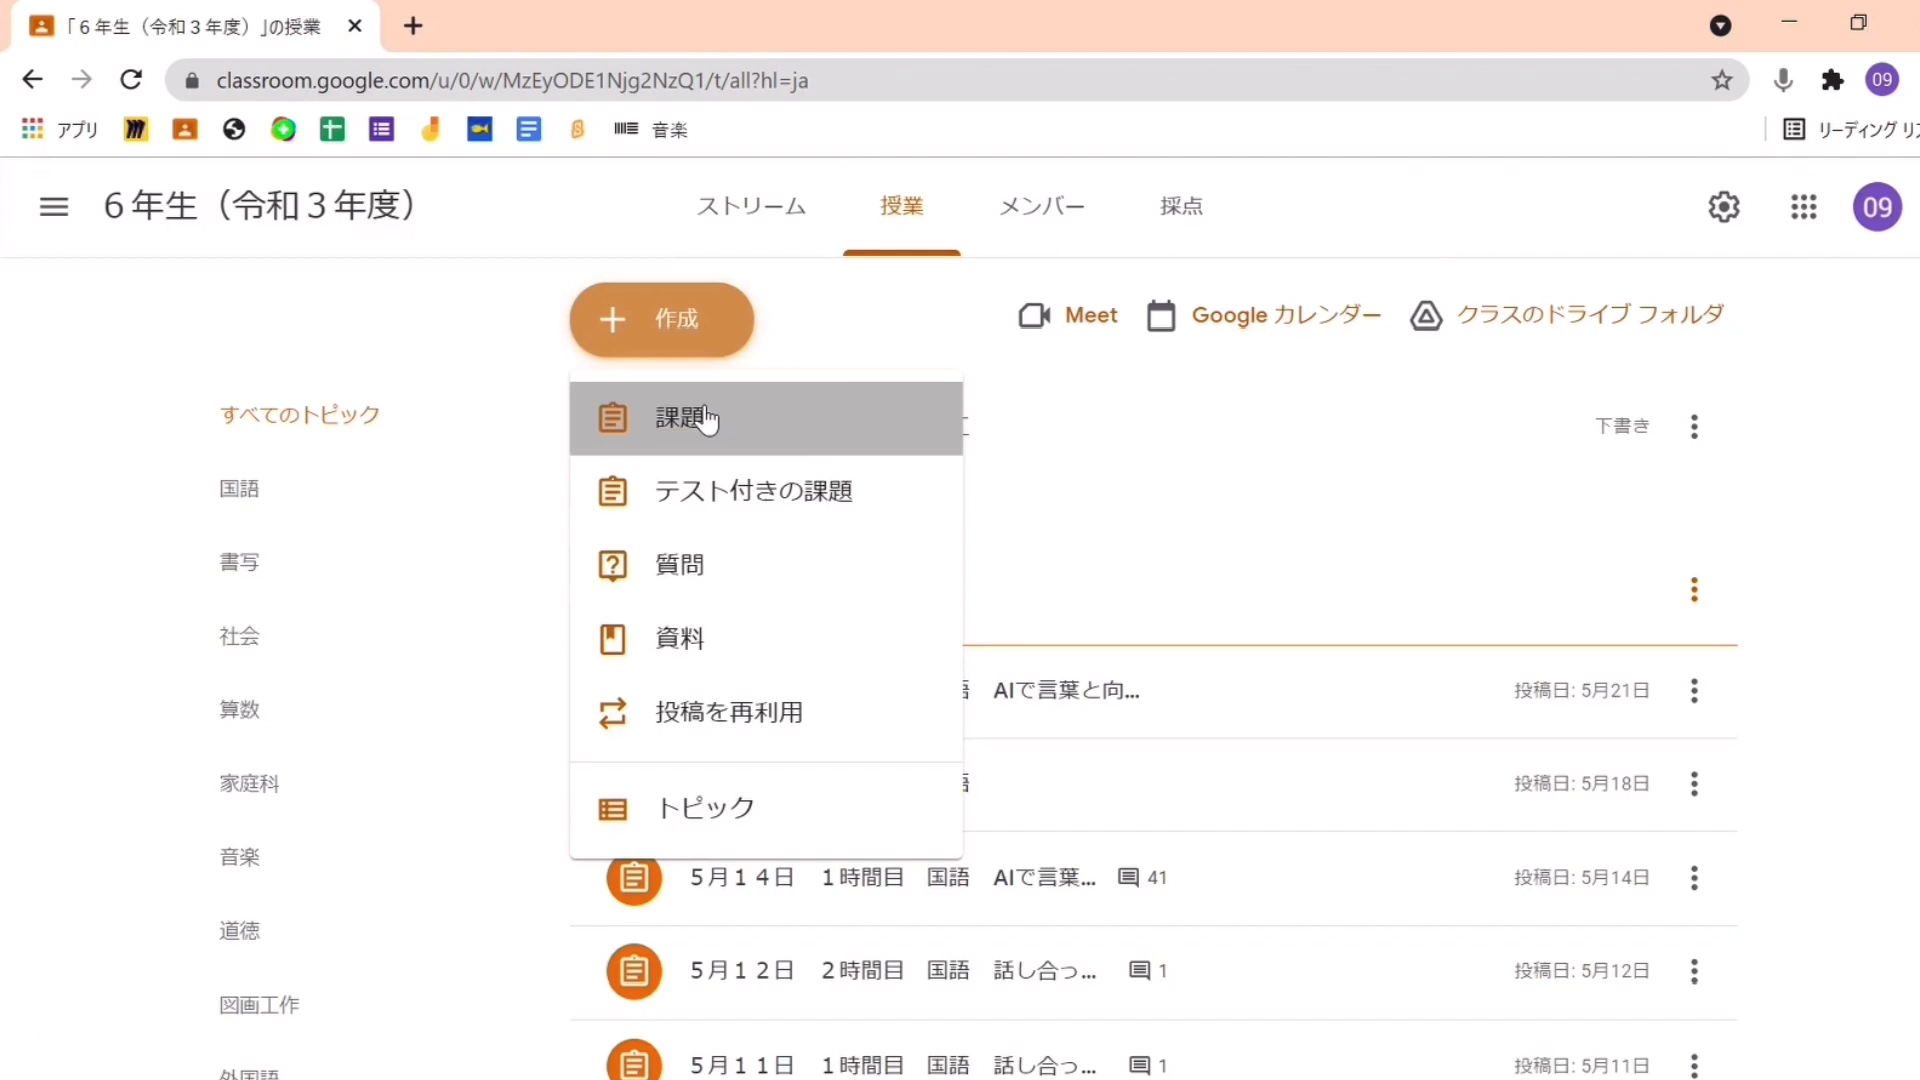 「６年生（令和３年度）」の授業
classroom.google.com/u/0/w/MzEyODE1Njg2NzQ1/t/all?hl=ja
09
アプリ
音楽
リーディング リス
６年生（令和３年度）
ストリーム
授業
メンバー
採点
09
作成
Meet
Google カレンダー
クラスのドライブ フォルダ
すべてのトピック
国語
書写
社会
算数
家庭科
音楽
道徳
図画工作
外国語
課題
テスト付きの課題
質問
資料
投稿を再利用
トピック
下書き
AIで言葉と向... 投稿日: 5月21日
投稿日: 5月18日
５月１４日　１時間目　国語　AIで言葉... 41 投稿日: 5月14日
５月１２日　２時間目　国語　話し合っ... 1 投稿日: 5月12日
５月１１日　１時間目　国語　話し合っ... 1 投稿日: 5月11日